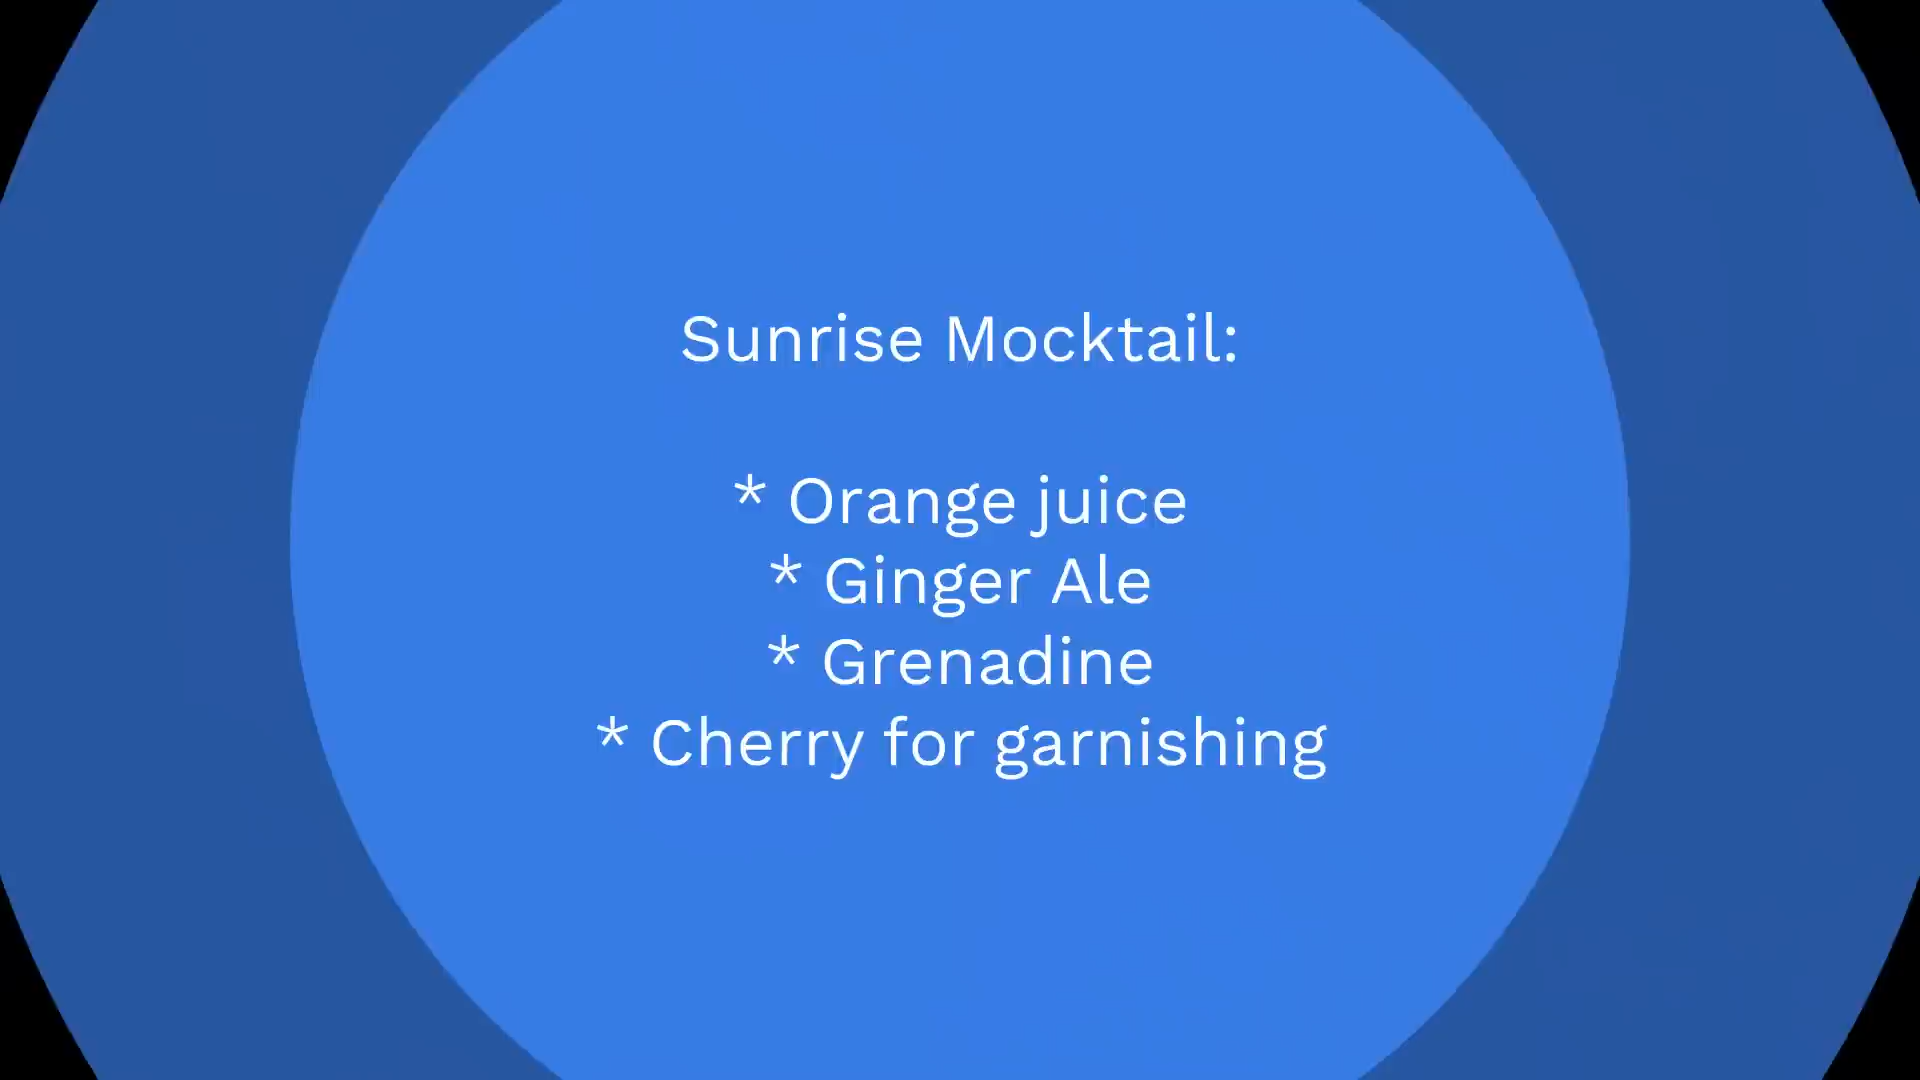 Sunrise Mocktail:
* Orange juice
* Ginger Ale
* Grenadine
* Cherry for garnishing